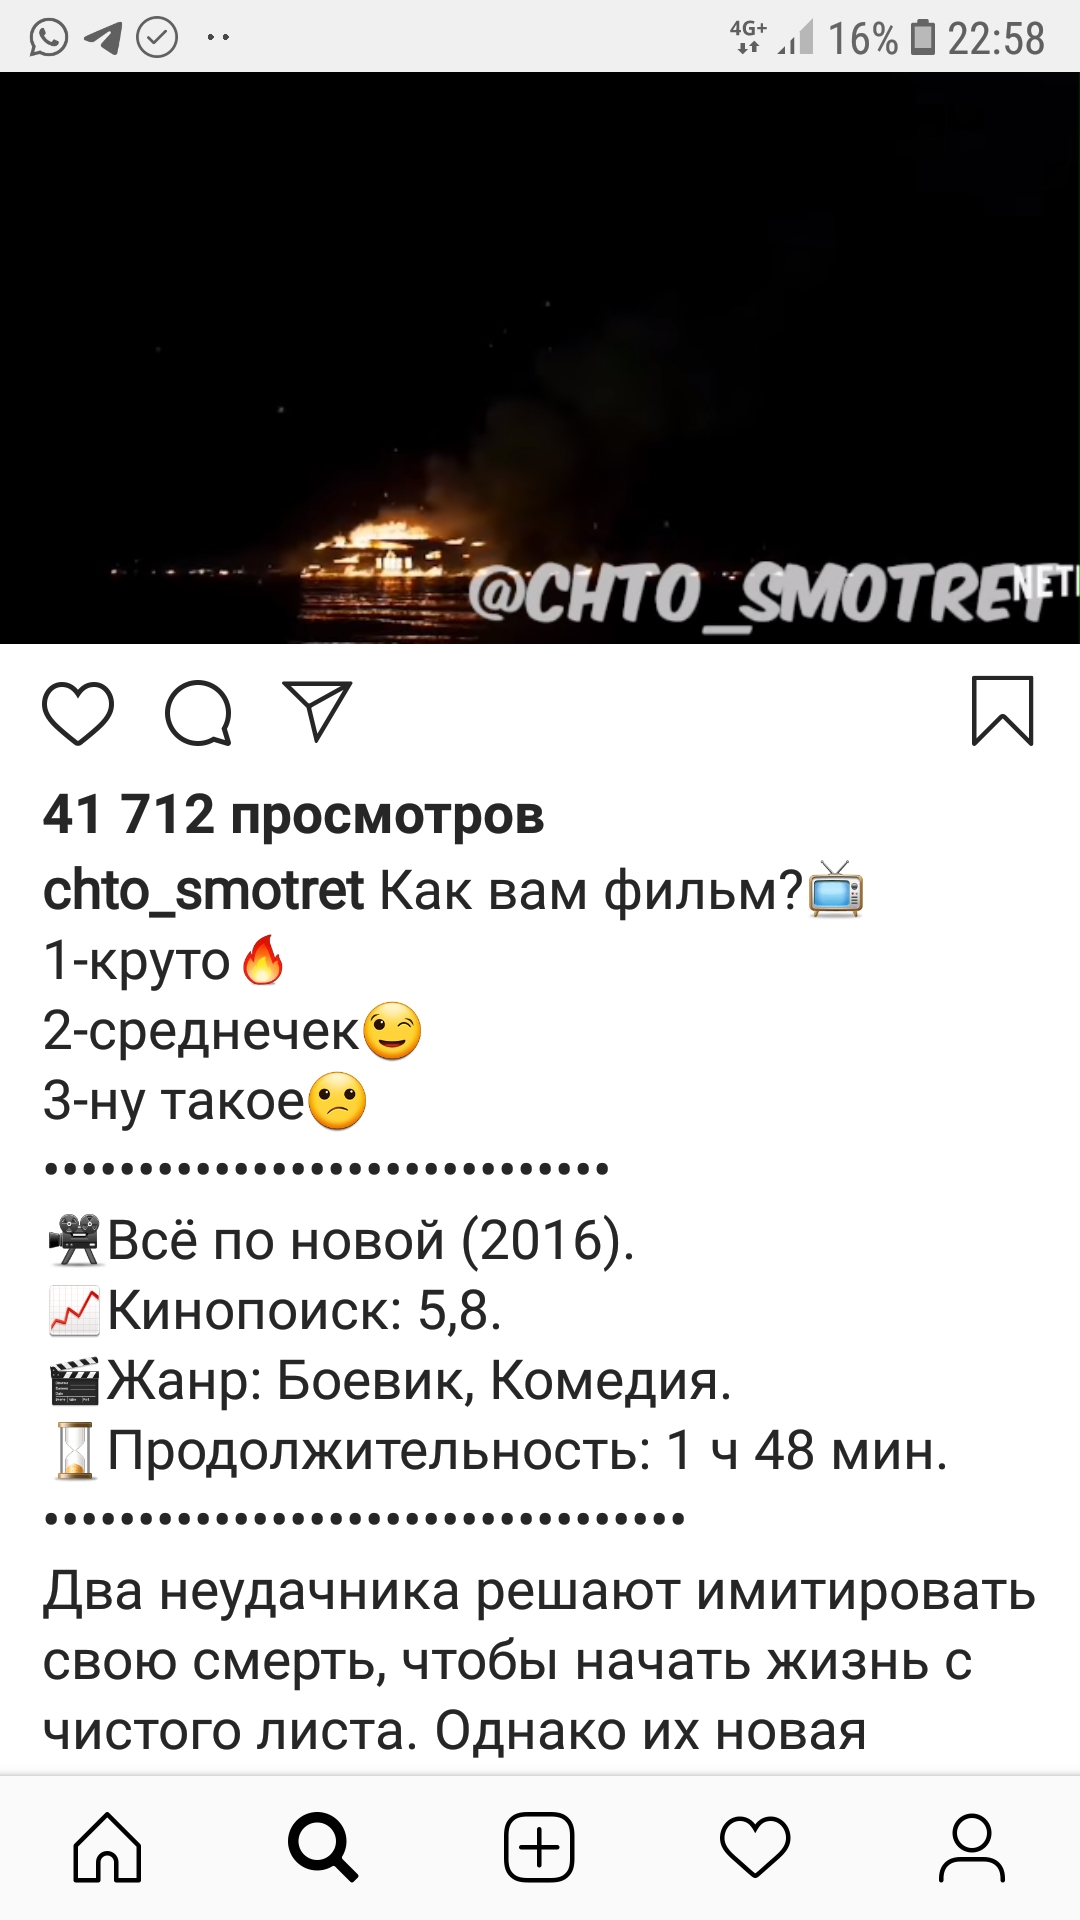 4G+ 16% 22:58
@CHTO_SMOTRET
41 712 просмотров
chto_smotret Как вам фильм?📺
1-круто🔥
2-среднечек😉
3-ну такое😕
••••••••••••••••••••••••••••••
🎥Всё по новой (2016).
📈Кинопоиск: 5,8.
🎬Жанр: Боевик, Комедия.
⏳Продолжительность: 1 ч 48 мин.
••••••••••••••••••••••••••••••••••
Два неудачника решают имитировать
свою смерть, чтобы начать жизнь с
чистого листа. Однако их новая